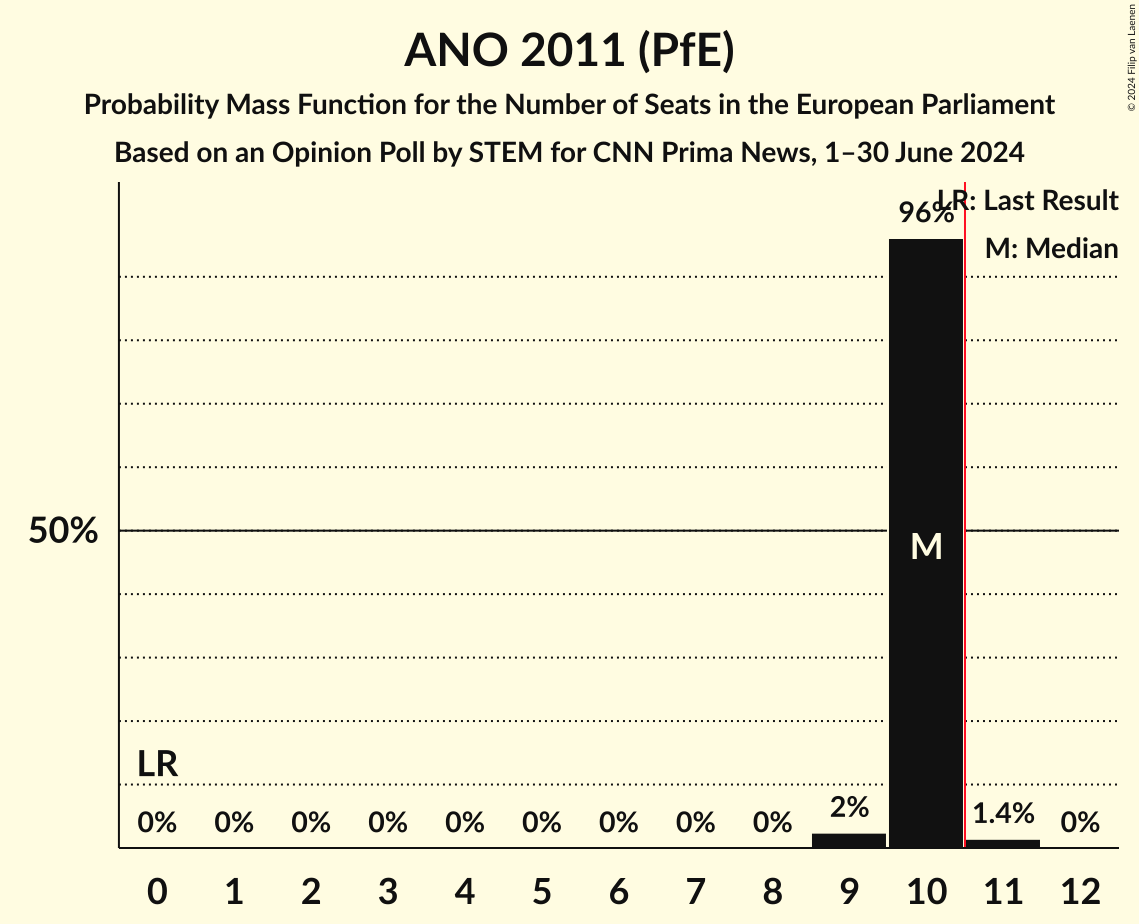 ANO 2011 (PfE)
Probability Mass Function for the Number of Seats in the European Parliament
Based on an Opinion Poll by STEM for CNN Prima News, 1–30 June 2024
© 2024 Filip van Laenen
LR: Last Result
M: Median
96%
50%
M
LR
0% 0% 0% 0% 0% 0% 0% 0% 0% 2% 1.4% 0%
0 1 2 3 4 5 6 7 8 9 10 11 12